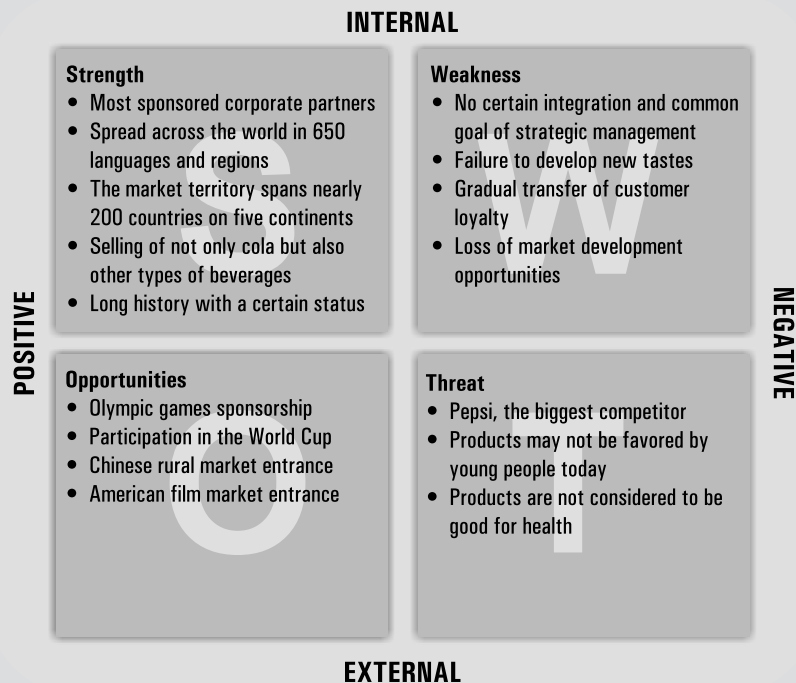 INTERNAL
Strength
• Most sponsored corporate partners
• Spread across the world in 650
languages and regions
• The market territory spans nearly
200 countries on five continents
• Selling of not only cola but also
other types of beverages
• Long history with a certain status
S
Weakness
• No certain integration and common
goal of strategic management
• Failure to develop new tastes
• Gradual transfer of customer
loyalty
• Loss of market development
opportunities
W
POSITIVE
NEGATIVE
Opportunities
• Olympic games sponsorship
• Participation in the World Cup
• Chinese rural market entrance
• American film market entrance
O
Threat
• Pepsi, the biggest competitor
• Products may not be favored by
young people today
• Products are not considered to be
good for health
T
EXTERNAL